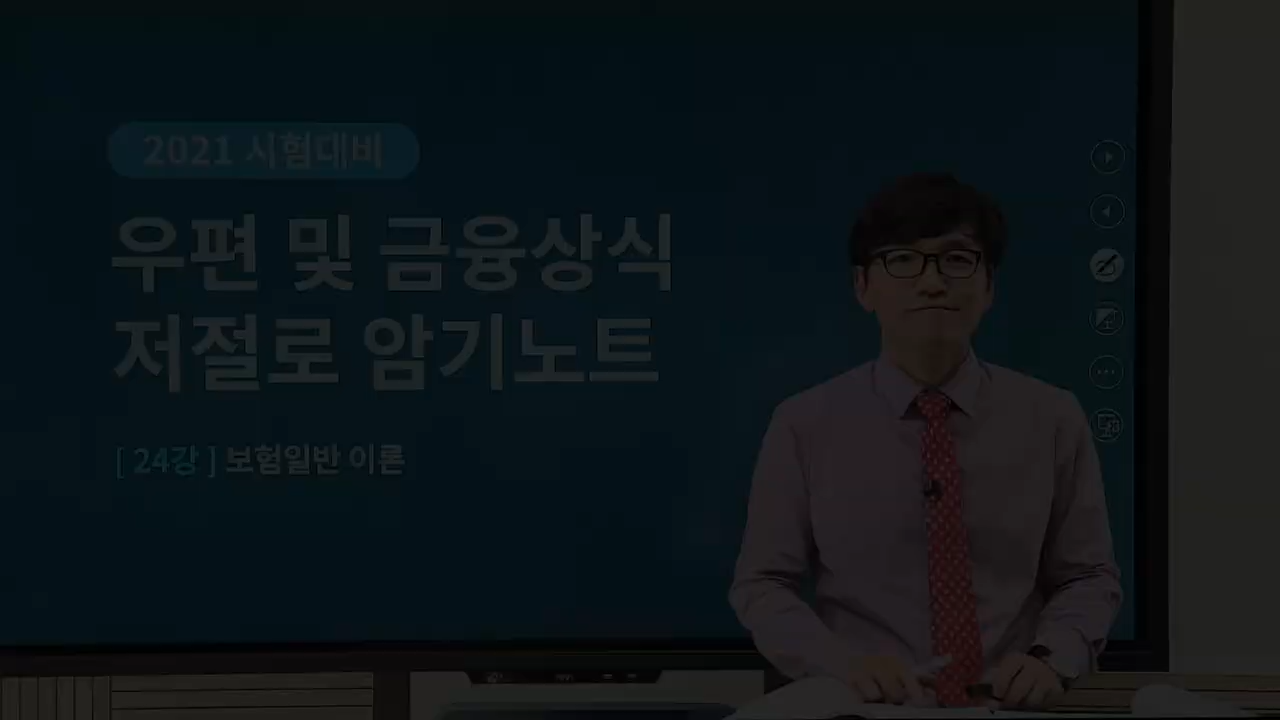 2021 시험대비
우편 및 금융상식
저절로 암기노트
[ 24강 ] 보험일반 이론